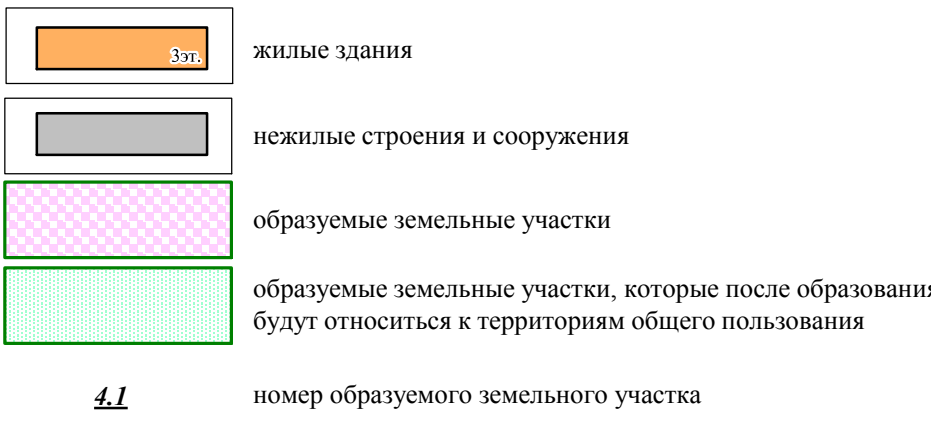 3эт.
жилые здания
нежилые строения и сооружения
образуемые земельные участки
образуемые земельные участки, которые после образования
будут относиться к территориям общего пользования
4.1 номер образуемого земельного участка